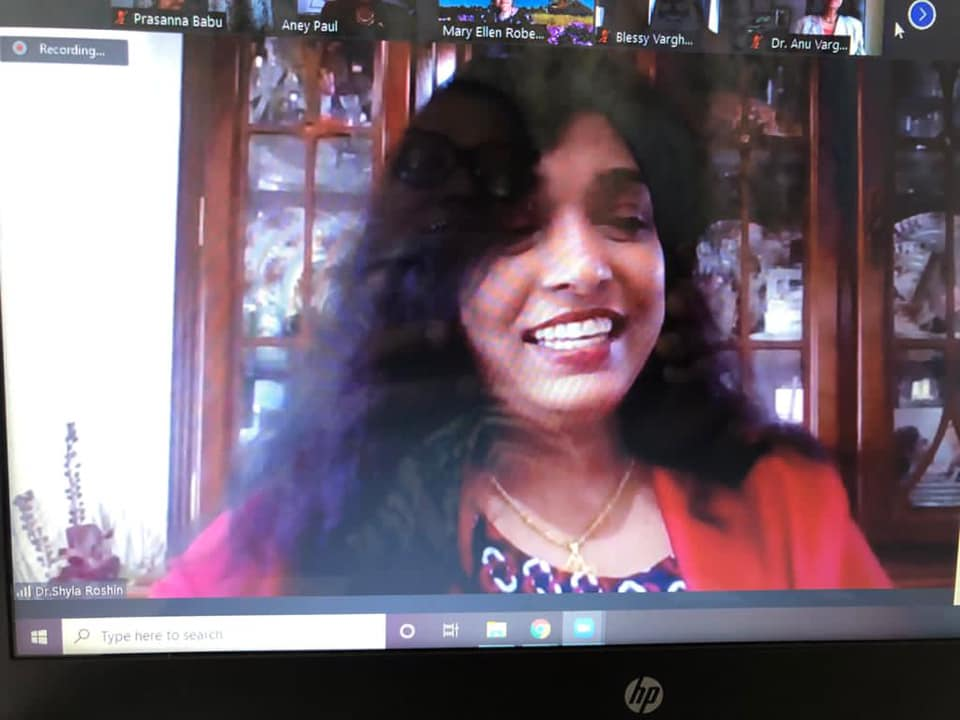 Prasanna Babu
Aney Paul
Mary Ellen Robe...
Blessy Vargh...
Dr. Anu Varg...
Recording...
Dr.Shyla Roshin
Type here to search
hp